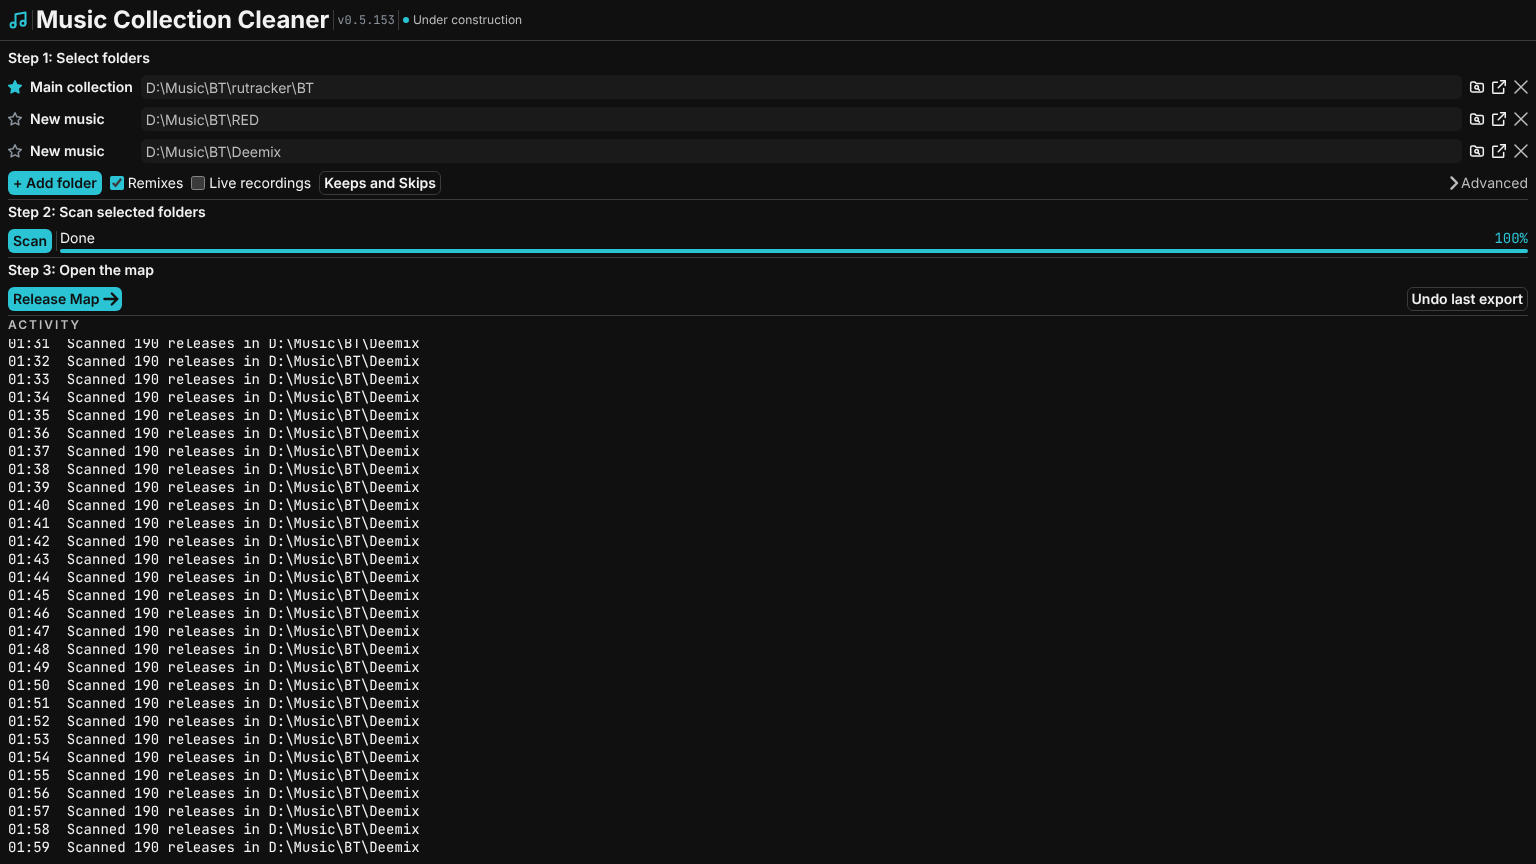 Music Collection Cleaner v0.5.153 Under construction
Step 1: Select folders
Main collection D:\Music\BT\rutracker\BT
New music D:\Music\BT\RED
New music D:\Music\BT\Deemix
+ Add folder Remixes Live recordings Keeps and Skips Advanced
Step 2: Scan selected folders
Scan Done 100%
Step 3: Open the map
Release Map Undo last export
ACTIVITY
01:31 Scanned 190 releases in D:\Music\BT\Deemix
01:32 Scanned 190 releases in D:\Music\BT\Deemix
01:33 Scanned 190 releases in D:\Music\BT\Deemix
01:34 Scanned 190 releases in D:\Music\BT\Deemix
01:35 Scanned 190 releases in D:\Music\BT\Deemix
01:36 Scanned 190 releases in D:\Music\BT\Deemix
01:37 Scanned 190 releases in D:\Music\BT\Deemix
01:38 Scanned 190 releases in D:\Music\BT\Deemix
01:39 Scanned 190 releases in D:\Music\BT\Deemix
01:40 Scanned 190 releases in D:\Music\BT\Deemix
01:41 Scanned 190 releases in D:\Music\BT\Deemix
01:42 Scanned 190 releases in D:\Music\BT\Deemix
01:43 Scanned 190 releases in D:\Music\BT\Deemix
01:44 Scanned 190 releases in D:\Music\BT\Deemix
01:45 Scanned 190 releases in D:\Music\BT\Deemix
01:46 Scanned 190 releases in D:\Music\BT\Deemix
01:47 Scanned 190 releases in D:\Music\BT\Deemix
01:48 Scanned 190 releases in D:\Music\BT\Deemix
01:49 Scanned 190 releases in D:\Music\BT\Deemix
01:50 Scanned 190 releases in D:\Music\BT\Deemix
01:51 Scanned 190 releases in D:\Music\BT\Deemix
01:52 Scanned 190 releases in D:\Music\BT\Deemix
01:53 Scanned 190 releases in D:\Music\BT\Deemix
01:54 Scanned 190 releases in D:\Music\BT\Deemix
01:55 Scanned 190 releases in D:\Music\BT\Deemix
01:56 Scanned 190 releases in D:\Music\BT\Deemix
01:57 Scanned 190 releases in D:\Music\BT\Deemix
01:58 Scanned 190 releases in D:\Music\BT\Deemix
01:59 Scanned 190 releases in D:\Music\BT\Deemix